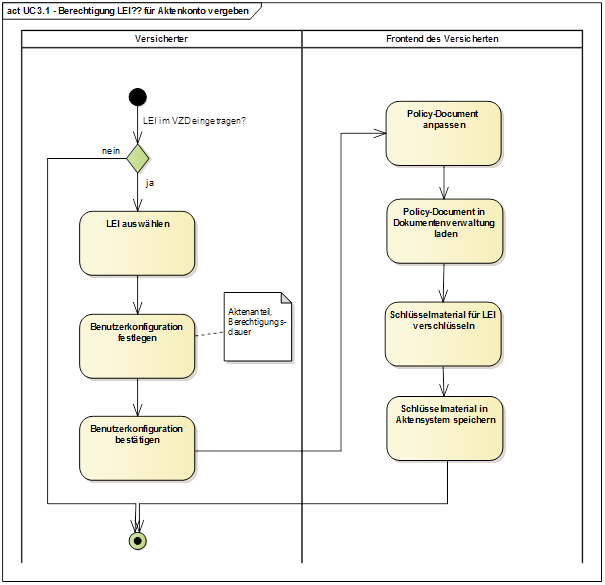 act UC3.1 - Berechtigung LEI?? für Aktenkonto vergeben
Versicherter
Frontend des Versicherten
LEI im VZD eingetragen?
nein
ja
LEI auswählen
Benutzerkonfiguration
festlegen
Aktenanteil,
Berechtigungs-
dauer
Benutzerkonfiguration
bestätigen
Policy-Document
anpassen
Policy-Document in
Dokumentenverwaltung
laden
Schlüsselmaterial für LEI
verschlüsseln
Schlüsselmaterial in
Aktensystem speichern